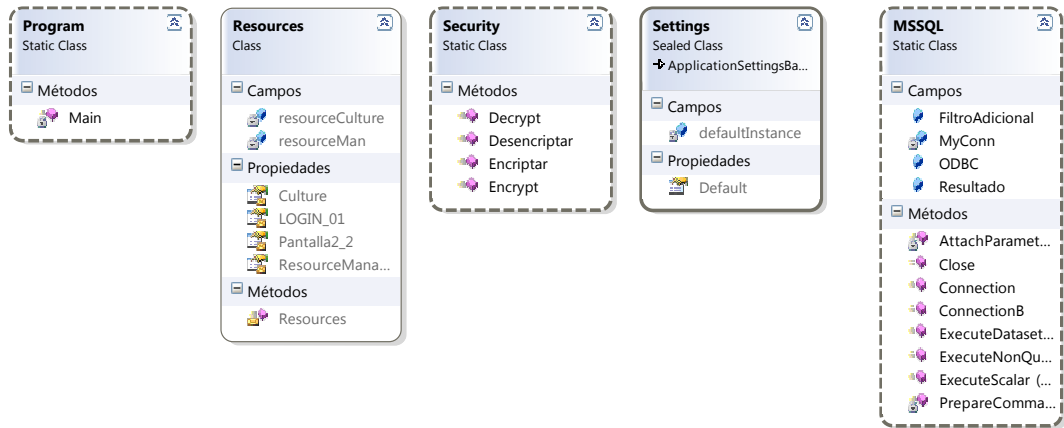 Program
Static Class
Métodos
Main
Resources
Class
Campos
resourceCulture
resourceMan
Propiedades
Culture
LOGIN_01
Pantalla2_2
ResourceMana...
Métodos
Resources
Security
Static Class
Métodos
Decrypt
Desencriptar
Encriptar
Encrypt
Settings
Sealed Class
ApplicationSettingsBa...
Campos
defaultInstance
Propiedades
Default
MSSQL
Static Class
Campos
FiltroAdicional
MyConn
ODBC
Resultado
Métodos
AttachParamet...
Close
Connection
ConnectionB
ExecuteDataset...
ExecuteNonQu...
ExecuteScalar (...
PrepareComma...